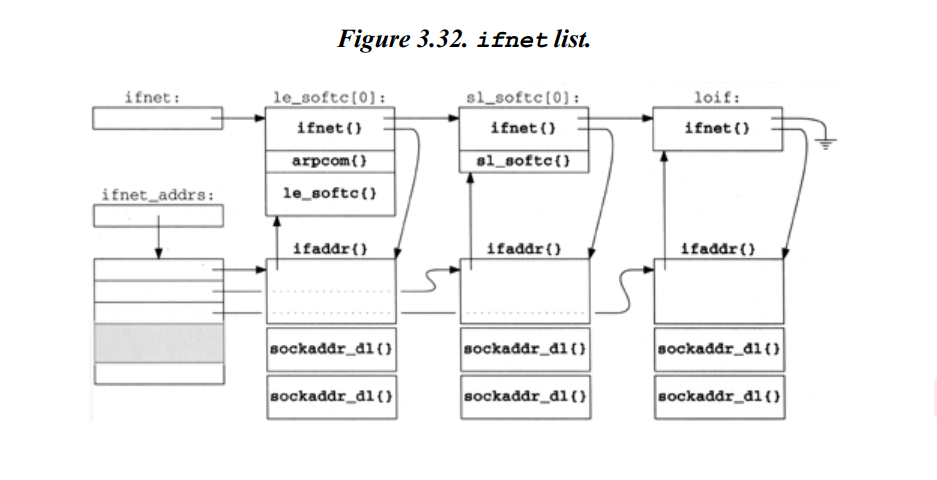 Figure 3.32. ifnet list.
ifnet: le_softc[0]: sl_softc[0]: loif:
ifnet{} ifnet{} ifnet{}
arpcom{} sl_softc{}
le_softc{}
ifnet_addrs:
ifaddr{} ifaddr{} ifaddr{}
sockaddr_dl{} sockaddr_dl{} sockaddr_dl{}
sockaddr_dl{} sockaddr_dl{} sockaddr_dl{}